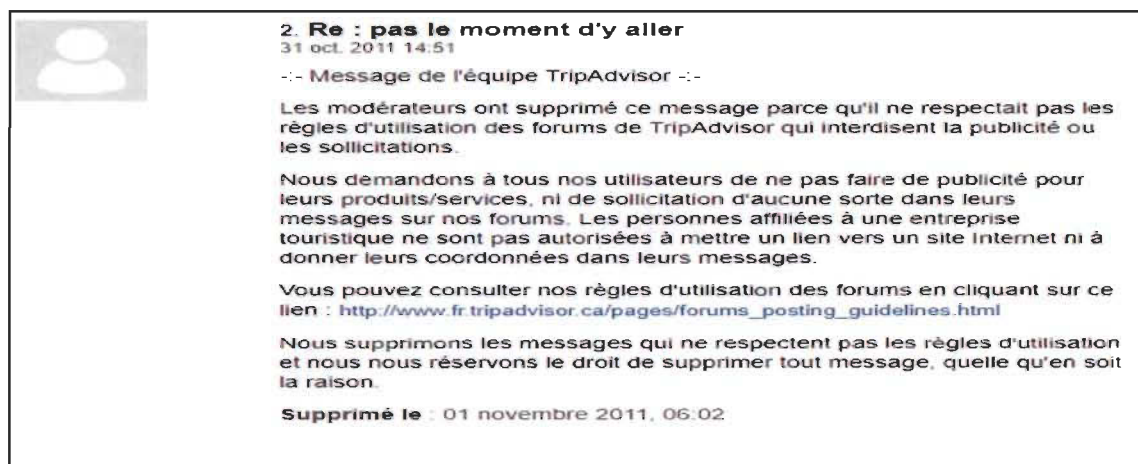 2. Re : pas le moment d'y aller
31 oct. 2011 14:51
-:- Message de l'équipe TripAdvisor -:-
Les modérateurs ont supprimé ce message parce qu'il ne respectait pas les
règles d'utilisation des forums de TripAdvisor qui interdisent la publicité ou
les sollicitations.
Nous demandons à tous nos utilisateurs de ne pas faire de publicité pour
leurs produits/services, ni de sollicitation d'aucune sorte dans leurs
messages sur nos forums. Les personnes affiliées à une entreprise
touristique ne sont pas autorisées à mettre un lien vers un site Internet ni à
donner leurs coordonnées dans leurs messages.
Vous pouvez consulter nos règles d'utilisation des forums en cliquant sur ce
lien : http://www.fr.tripadvisor.ca/pages/forums_posting_guidelines.html
Nous supprimons les messages qui ne respectent pas les règles d'utilisation
et nous nous réservons le droit de supprimer tout message, quelle qu'en soit
la raison.
Supprimé le : 01 novembre 2011, 06:02